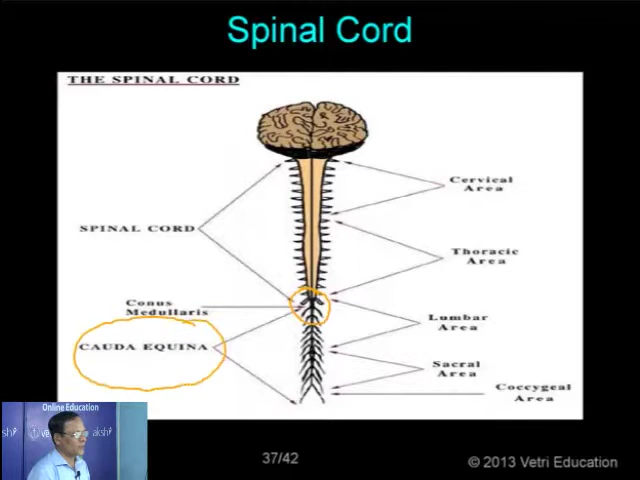 Spinal Cord
THE SPINAL CORD
Cervical
Area
SPINAL CORD
Thoracic
Area
Conus
Medullaris
Lumbar
Area
CAUDA EQUINA
Sacral
Area
Coccygeal
Area
Online Education
37/42
© 2013 Vetri Education